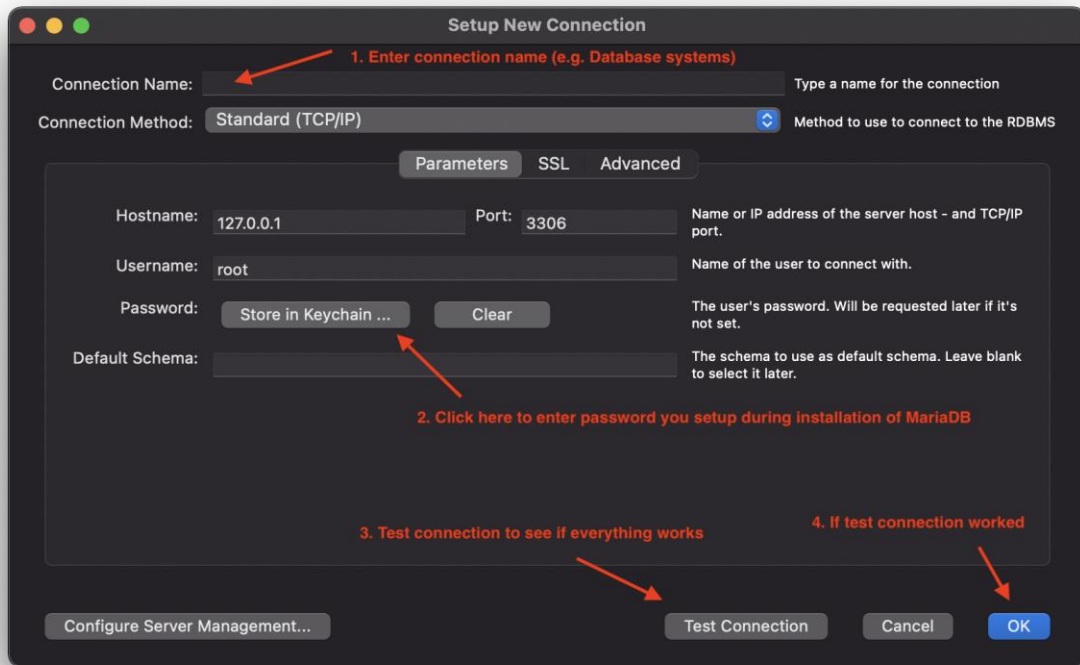 Setup New Connection
1. Enter connection name (e.g. Database systems)
Connection Name:
Type a name for the connection
Connection Method: Standard (TCP/IP)
Method to use to connect to the RDBMS
Parameters SSL Advanced
Hostname: 127.0.0.1 Port: 3306
Name or IP address of the server host - and TCP/IP
port.
Username: root
Name of the user to connect with.
Password: Store in Keychain ... Clear
The user's password. Will be requested later if it's
not set.
Default Schema:
The schema to use as default schema. Leave blank
to select it later.
2. Click here to enter password you setup during installation of MariaDB
3. Test connection to see if everything works
4. If test connection worked
Configure Server Management... Test Connection Cancel OK